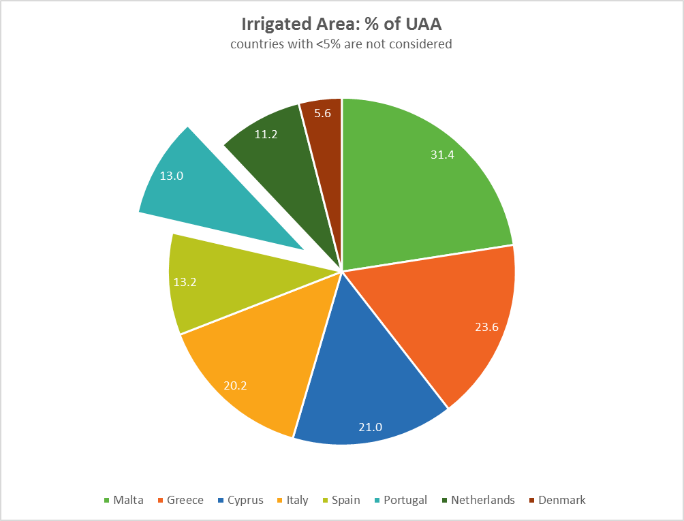 Irrigated Area: % of UAA
countries with <5% are not considered
5.6
11.2
31.4
13.0
13.2
23.6
20.2
21.0
Malta Greece Cyprus Italy Spain Portugal Netherlands Denmark